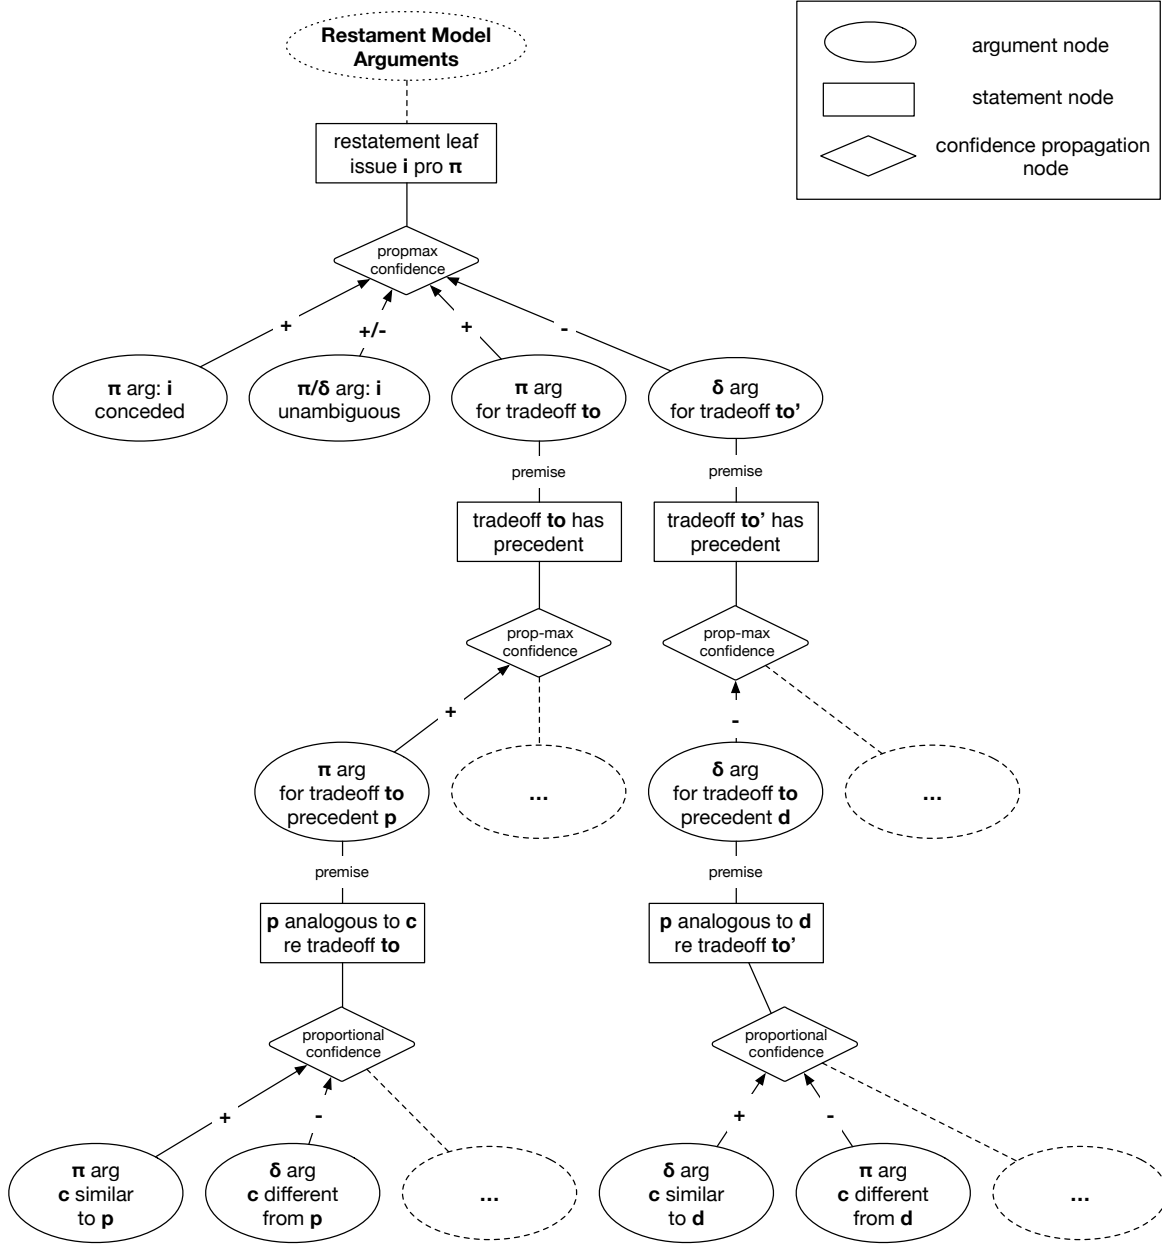 Restament Model
Arguments
argument node
statement node
confidence propagation
node
restatement leaf
issue i pro π
propmax
confidence
+
+/-
+
-
π arg: i
conceded
π/δ arg: i
unambiguous
π arg
for tradeoff to
δ arg
for tradeoff to'
premise
premise
tradeoff to has
precedent
tradeoff to' has
precedent
prop-max
confidence
prop-max
confidence
+
-
π arg
for tradeoff to
precedent p
...
δ arg
for tradeoff to
precedent d
...
premise
premise
p analogous to c
re tradeoff to
p analogous to d
re tradeoff to'
proportional
confidence
proportional
confidence
+
-
+
-
π arg
c similar
to p
δ arg
c different
from p
...
δ arg
c similar
to d
π arg
c different
from d
...